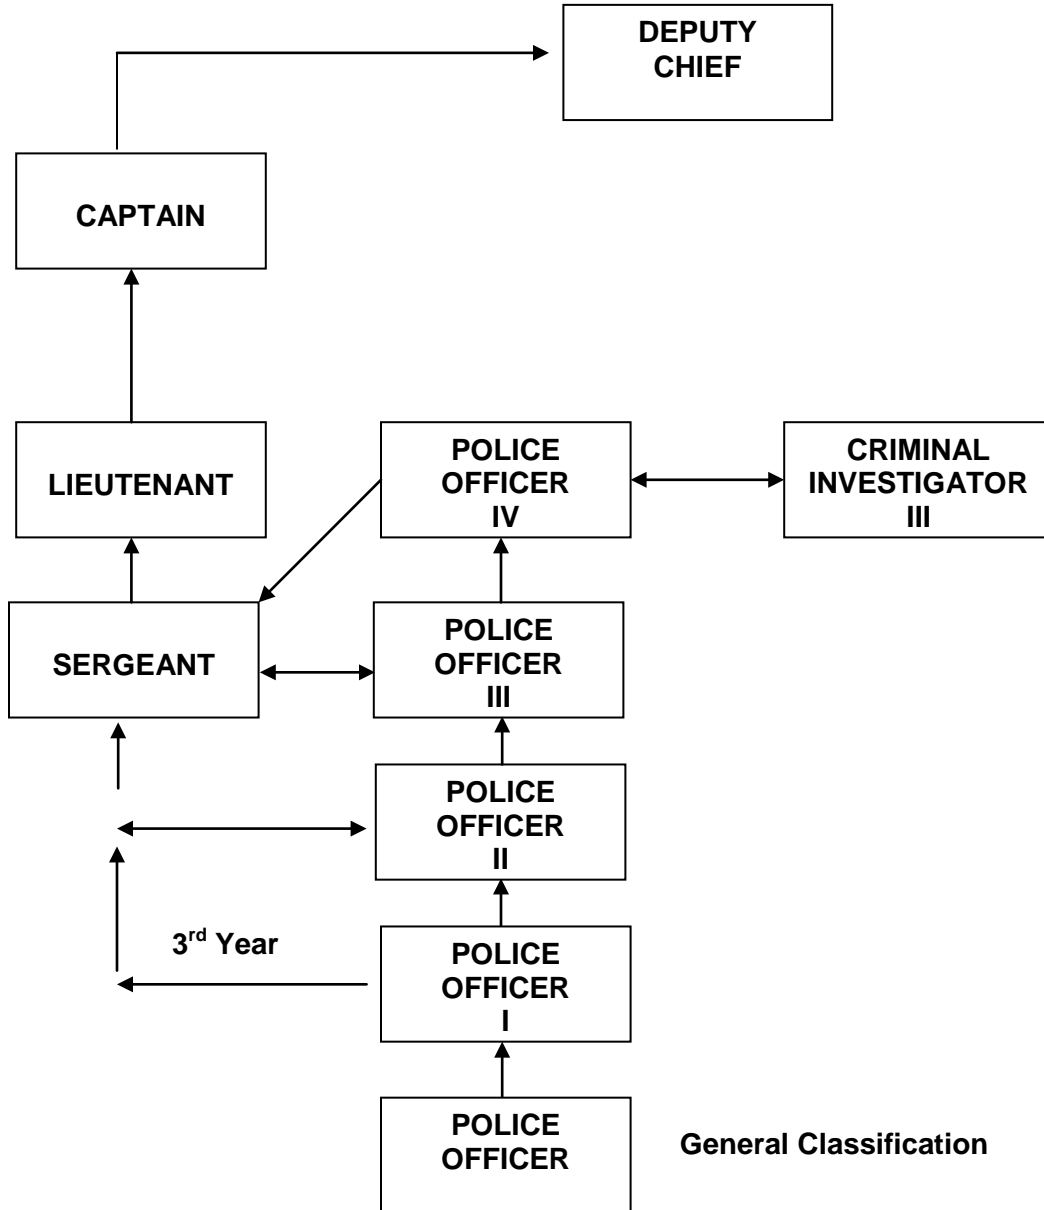 DEPUTY
CHIEF
CAPTAIN
LIEUTENANT
POLICE
OFFICER
IV
CRIMINAL
INVESTIGATOR
III
SERGEANT
POLICE
OFFICER
III
POLICE
OFFICER
II
3rd Year
POLICE
OFFICER
I
POLICE
OFFICER
General Classification